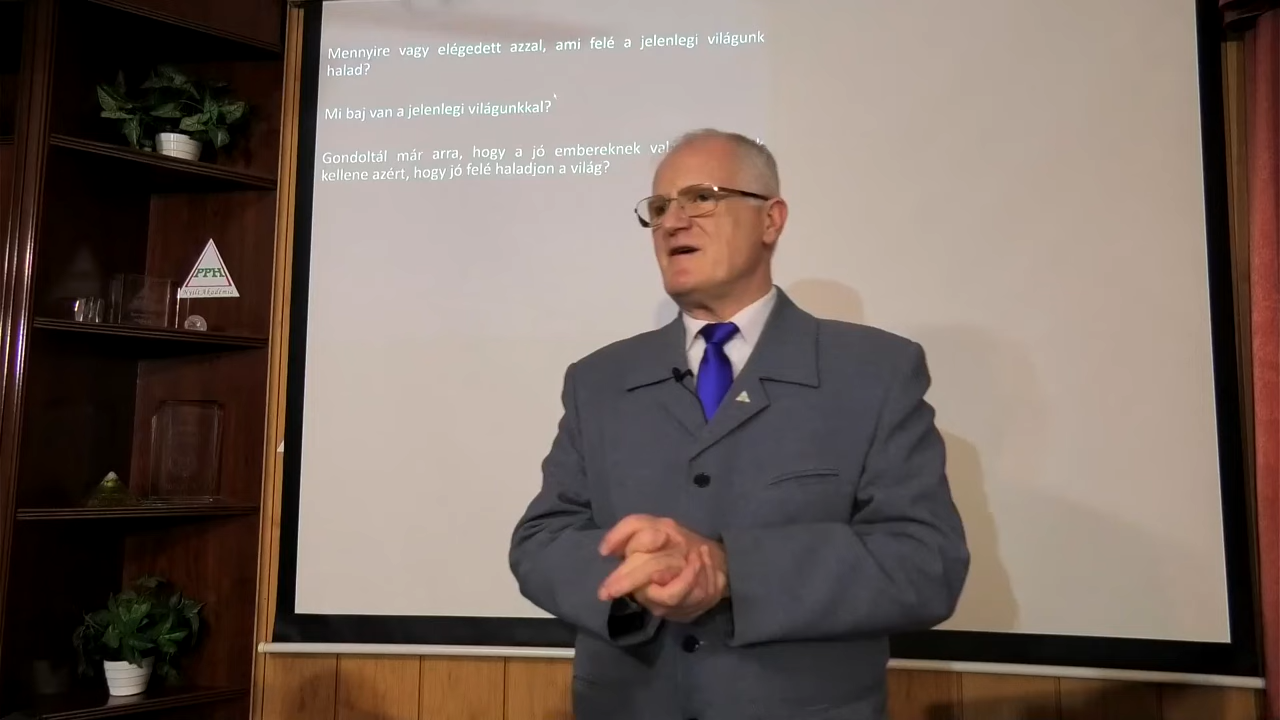 Mennyire vagy elégedett azzal, ami felé a jelenlegi világunk
halad?
Mi baj van a jelenlegi világunkkal?
Gondoltál már arra, hogy a jó embereknek
kellene azért, hogy jó felé haladjon a világ?
PPH
Nyílt Akadémia